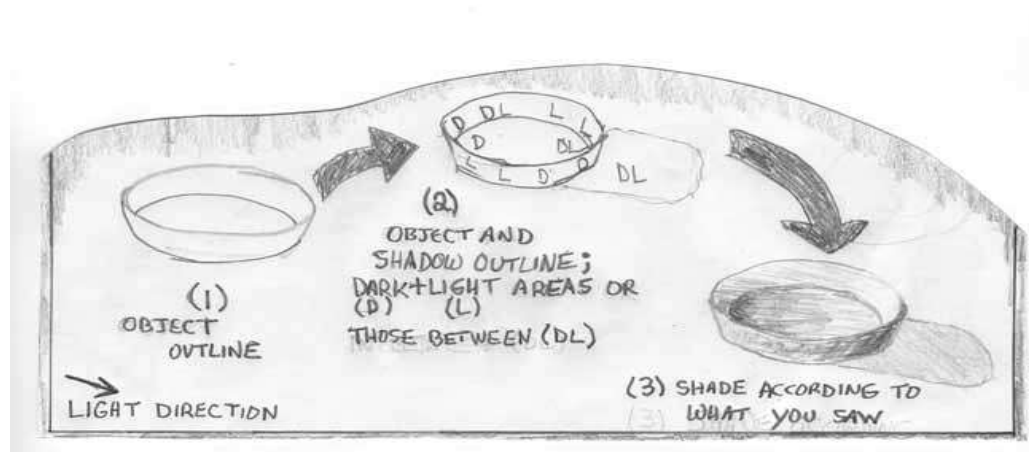 (1)
OBJECT
OUTLINE
D DL L L
D DL
L L D D
DL
(2)
OBJECT AND
SHADOW OUTLINE;
DARK+LIGHT AREAS OR
(D) (L)
THOSE BETWEEN (DL)
(3) SHADE ACCORDING TO
WHAT YOU SAW
LIGHT DIRECTION